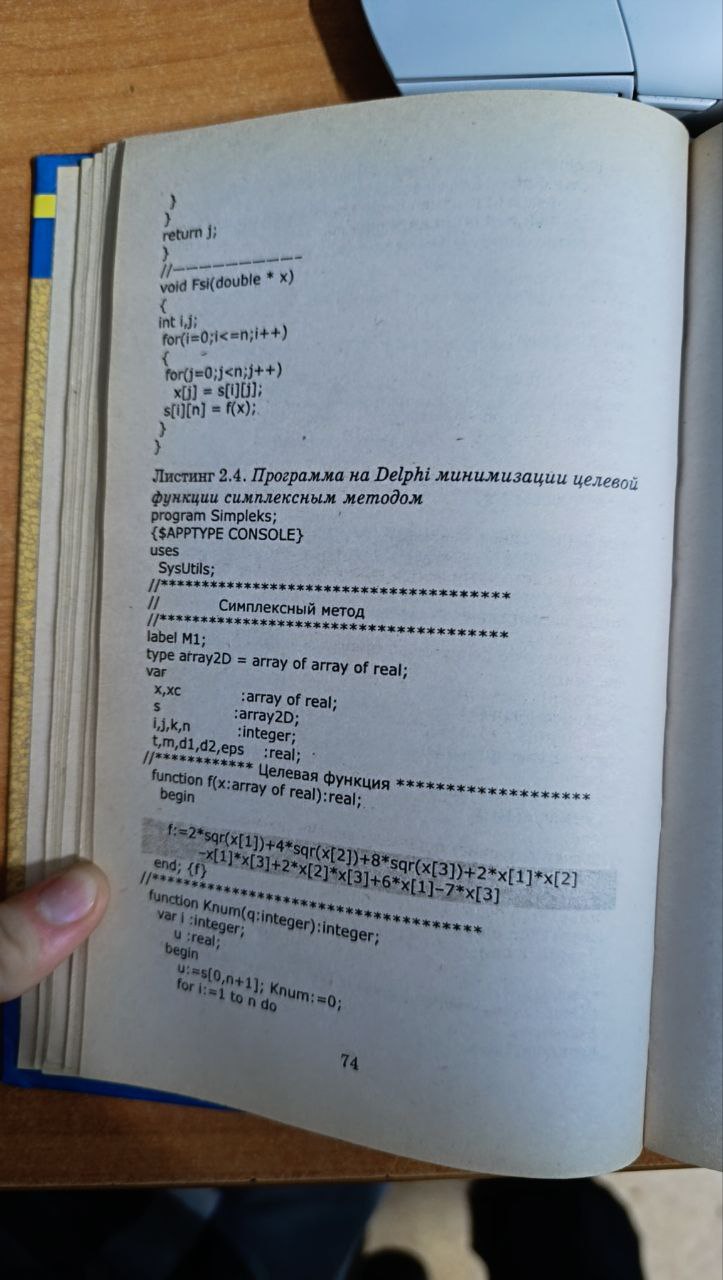 }
}
return j;
}
//——————————
void Fsi(double * x)
{
int i,j;
for(i=0;i<=n;i++)
{
for(j=0;j<n;j++)
x[j] = s[i][j];
s[i][n] = f(x);
}
}
Листинг 2.4. Программа на Delphi минимизации целевой
функции симплексным методом
program Simpleks;
{$APPTYPE CONSOLE}
uses
SysUtils;
//*************************************
// Симплексный метод
//*************************************
label M1;
type array2D = array of array of real;
var
x,xc :array of real;
s :array2D;
i,j,k,n :integer;
t,m,d1,d2,eps :real;
//************ Целевая функция ********************
function f(x:array of real):real;
begin
f:=2*sqr(x[1])+4*sqr(x[2])+8*sqr(x[3])+2*x[1]*x[2]
–x[1]*x[3]+2*x[2]*x[3]+6*x[1]–7*x[3]
end; {f}
//**********************************
function Knum(q:integer):integer;
var i :integer;
u :real;
begin
u:=s[0,n+1]; Knum:=0;
for i:=1 to n do
74